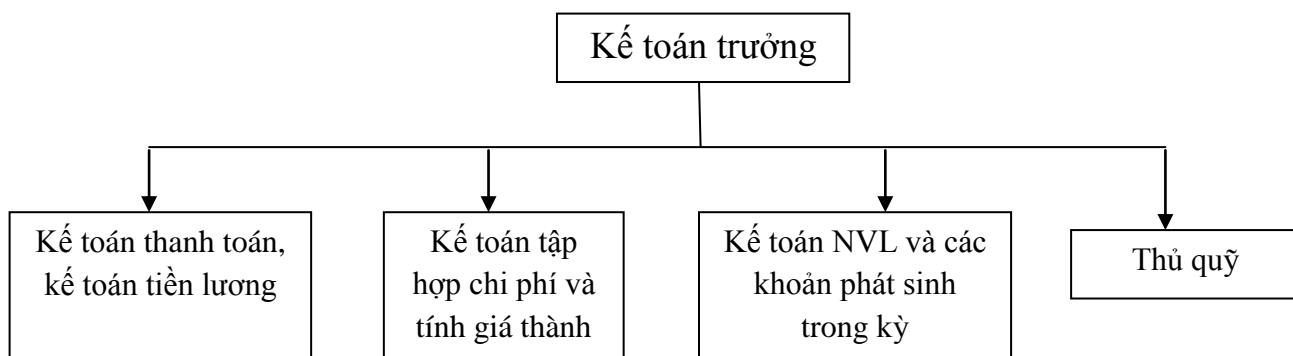 Kế toán trưởng
Kế toán thanh toán,
kế toán tiền lương
Kế toán tập
hợp chi phí và
tính giá thành
Kế toán NVL và các
khoản phát sinh
trong kỳ
Thủ quỹ